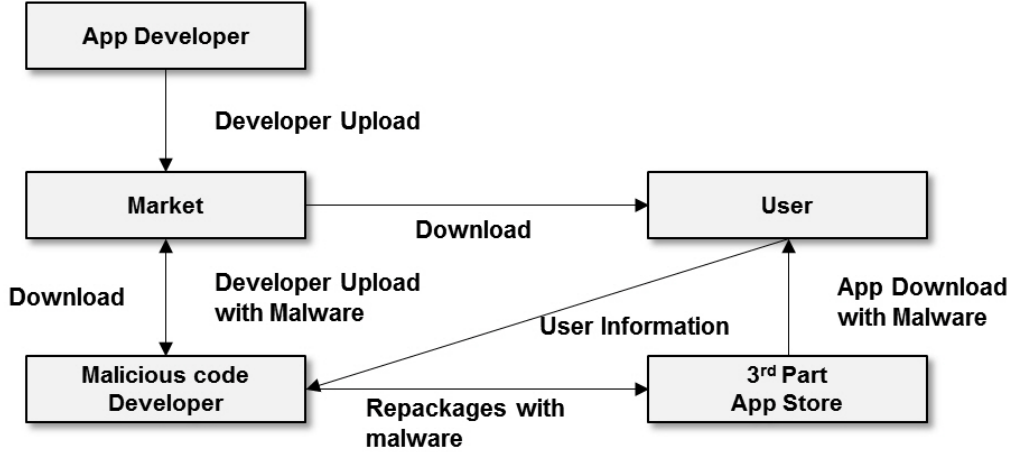 App Developer
Developer Upload
Market
User
Download
Download
Developer Upload
with Malware
User Information
App Download
with Malware
Malicious code
Developer
Repackages with
malware
3rd Part
App Store